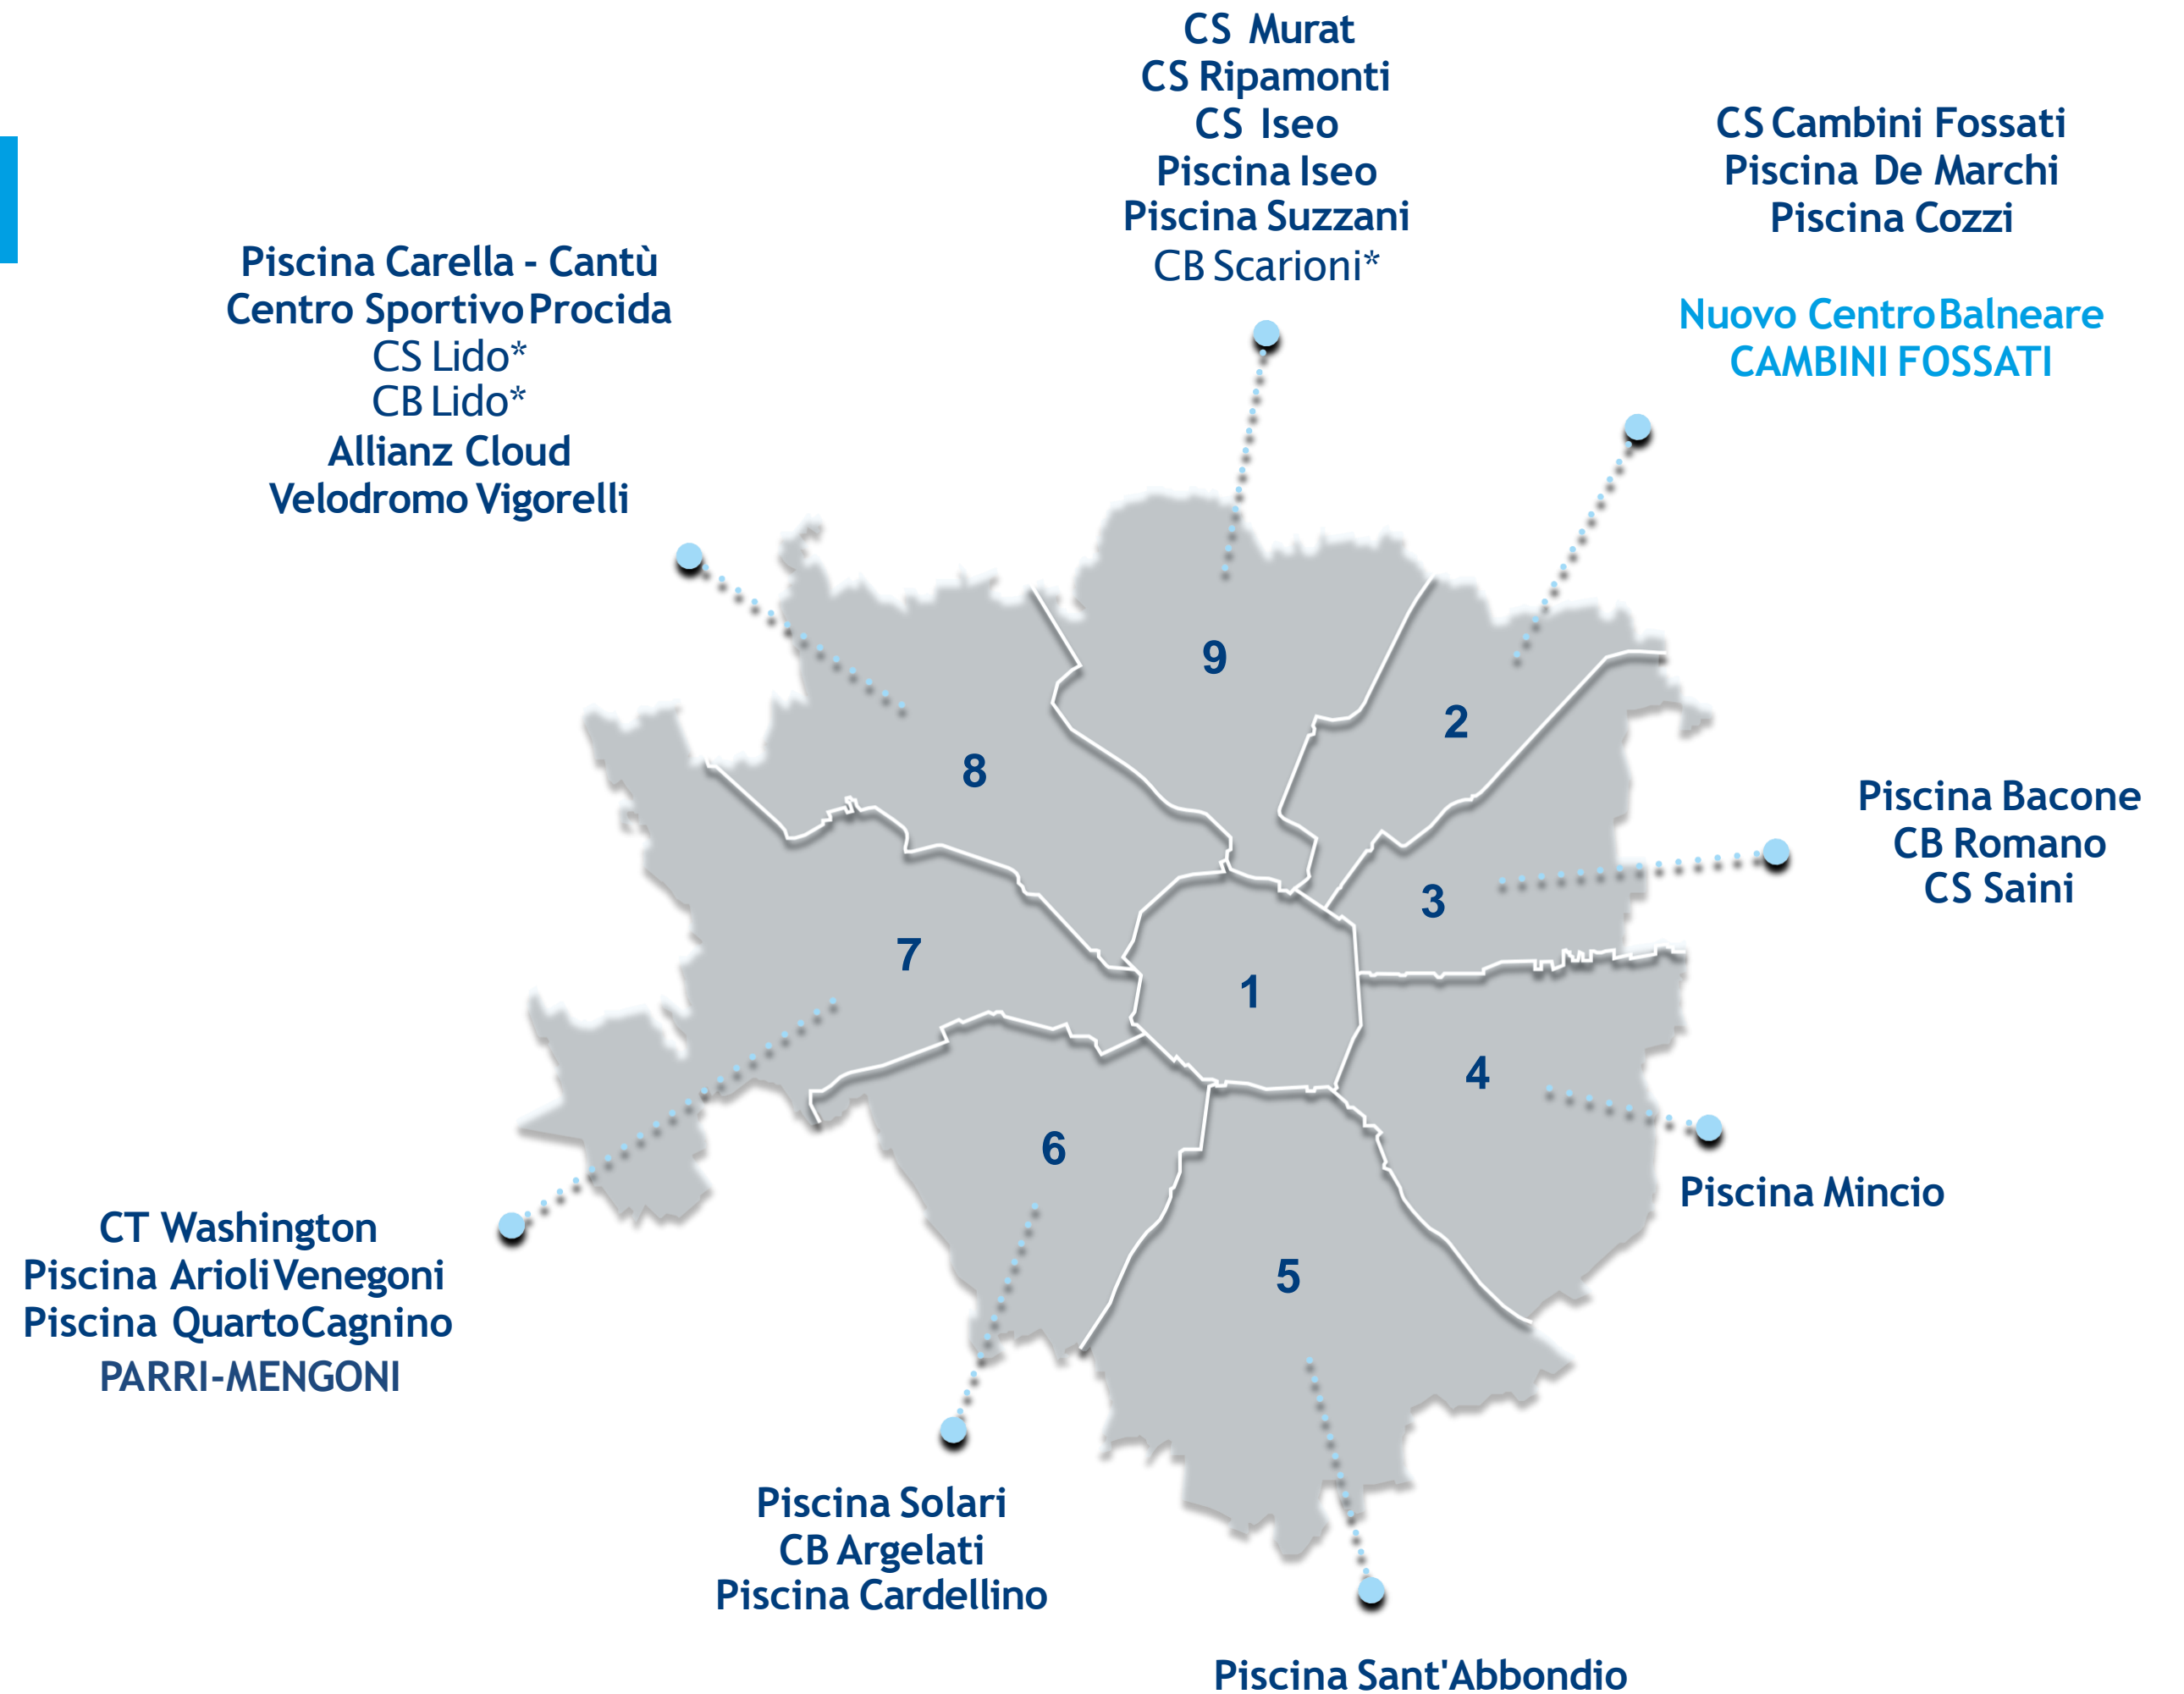 CS Murat
CS Ripamonti
CS Iseo
Piscina Iseo
Piscina Suzzani
CB Scarioni*
CS Cambini Fossati
Piscina De Marchi
Piscina Cozzi
Nuovo Centro Balneare
CAMBINI FOSSATI
Piscina Carella - Cantù
Centro Sportivo Procida
CS Lido*
CB Lido*
Allianz Cloud
Velodromo Vigorelli
9
2
8
Piscina Bacone
CB Romano
CS Saini
3
7
1
4
Piscina Mincio
6
CT Washington
Piscina Arioli Venegoni
Piscina Quarto Cagnino
PARRI-MENGONI
5
Piscina Solari
CB Argelati
Piscina Cardellino
Piscina Sant'Abbondio